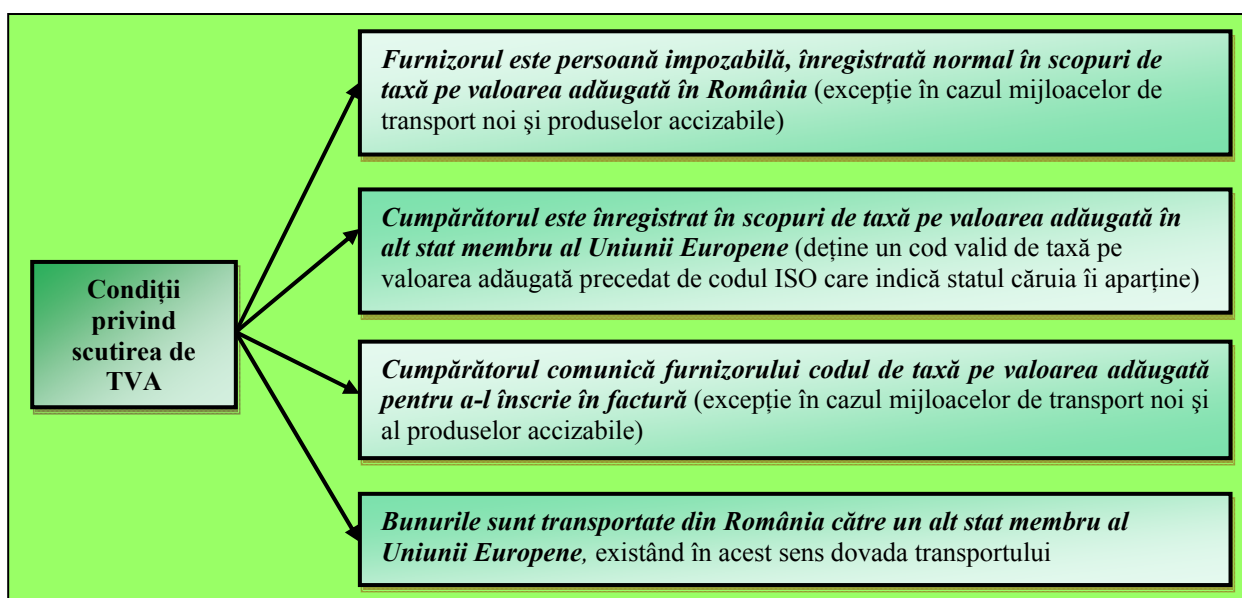 Furnizorul este persoană impozabilă, înregistrată normal în scopuri de
taxă pe valoarea adăugată în România (excepție în cazul mijloacelor de
transport noi şi produselor accizabile)
Cumpărătorul este înregistrat în scopuri de taxă pe valoarea adăugată în
alt stat membru al Uniunii Europene (deține un cod valid de taxă pe
valoarea adăugată precedat de codul ISO care indică statul căruia îi aparține)
Condiții
privind
scutirea de
TVA
Cumpărătorul comunică furnizorului codul de taxă pe valoarea adăugată
pentru a-l înscrie în factură (excepție în cazul mijloacelor de transport noi şi
al produselor accizabile)
Bunurile sunt transportate din România către un alt stat membru al
Uniunii Europene, existând în acest sens dovada transportului